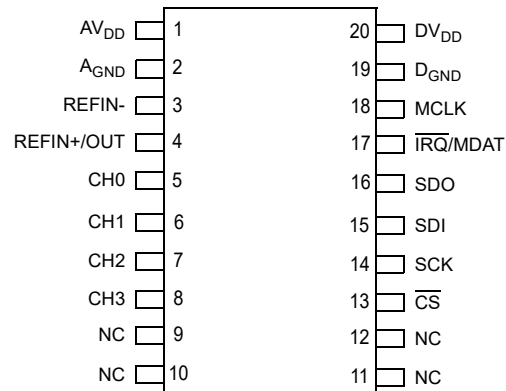 AVDD 1 20 DVDD
AGND 2 19 DGND
REFIN- 3 18 MCLK
REFIN+/OUT 4 17 IRQ/MDAT
CH0 5 16 SDO
CH1 6 15 SDI
CH2 7 14 SCK
CH3 8 13 CS
NC 9 12 NC
NC 10 11 NC